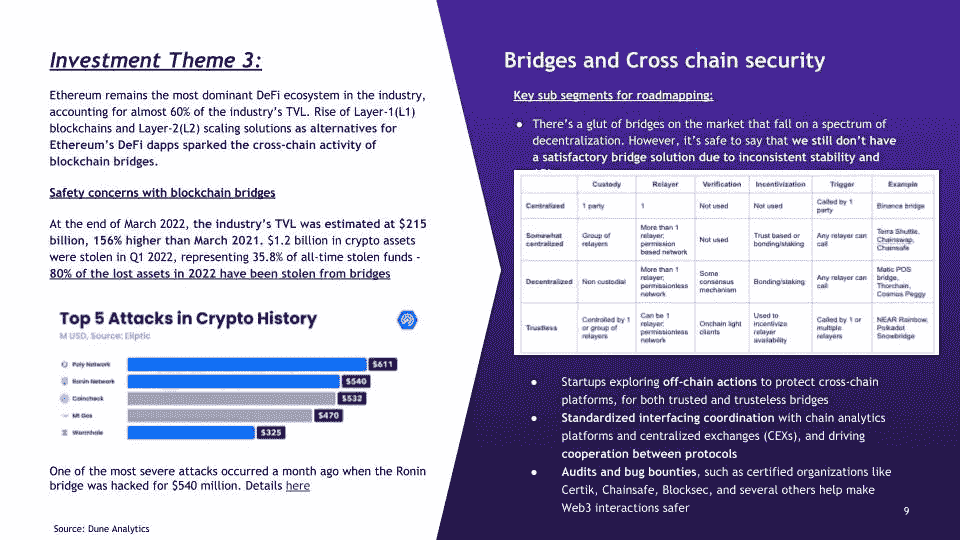 Investment Theme 3:
Ethereum remains the most dominant DeFi ecosystem in the industry,
accounting for almost 60% of the industry's TVL. Rise of Layer-1(L1)
blockchains and Layer-2(L2) scaling solutions as alternatives for
Ethereum's DeFi dapps sparked the cross-chain activity of
blockchain bridges.
Safety concerns with blockchain bridges
At the end of March 2022, the industry's TVL was estimated at $215
billion, 156% higher than March 2021. $1.2 billion in crypto assets
were stolen in Q1 2022, representing 35.8% of all-time stolen funds -
80% of the lost assets in 2022 have been stolen from bridges
Top 5 Attacks in Crypto History
M USD, Source: Eliptic
Poly Network $611
Ronin Network $540
Coincheck $532
Mt Gox $470
Wormhole $325
One of the most severe attacks occurred a month ago when the Ronin
bridge was hacked for $540 million. Details here
Source: Dune Analytics
Bridges and Cross chain security
Key sub segments for roadmapping:
● There's a glut of bridges on the market that fall on a spectrum of
decentralization. However, it's safe to say that we still don't have
a satisfactory bridge solution due to inconsistent stability and
Custody Relayer Verification Incentivization Trigger Example
Centralized 1 party 1 Not used Not used Called by 1 party Binance bridge
Somewhat centralized Group of relayers More than 1 relayer; permission based network Not used Trust based or bonding/staking Any relayer can call Terra Shuttle, Chainswap, Chainsafe
Decentralized Non custodial More than 1 relayer; permissionless network Some consensus mechanism Bonding/staking Any relayer can call Matic POS bridge, Thorchain, Cosmos Peggy
Trustless Controlled by 1 or group of relayers Can be 1 relayer; permissionless network Onchain light clients Used to incentivize relayer availability Called by 1 or multiple relayers NEAR Rainbow, Polkadot Snowbridge
● Startups exploring off-chain actions to protect cross-chain
platforms, for both trusted and trustless bridges
● Standardized interfacing coordination with chain analytics
platforms and centralized exchanges (CEXs), and driving
cooperation between protocols
● Audits and bug bounties, such as certified organizations like
Certik, Chainsafe, Blocksec, and several others help make
Web3 interactions safer
9